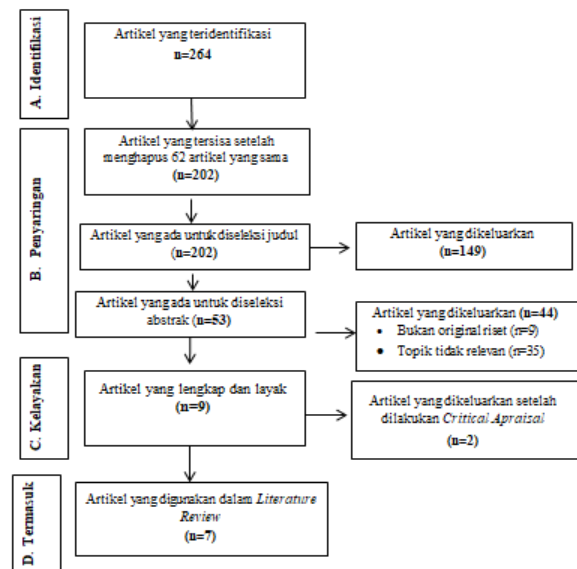 A. Identifikasi
Artikel yang teridentifikasi
n=264
B. Penyaringan
Artikel yang tersisa setelah
menghapus 62 artikel yang sama
(n=202)
Artikel yang ada untuk diseleksi judul
(n=202)
Artikel yang dikeluarkan
(n=149)
Artikel yang ada untuk diseleksi
abstrak (n=53)
Artikel yang dikeluarkan (n=44)
• Bukan original riset (n=9)
• Topik tidak relevan (n=35)
C. Kelayakan
Artikel yang lengkap dan layak
(n=9)
Artikel yang dikeluarkan setelah
dilakukan Critical Apraisal
(n=2)
D. Termasuk
Artikel yang digunakan dalam Literature
Review
(n=7)